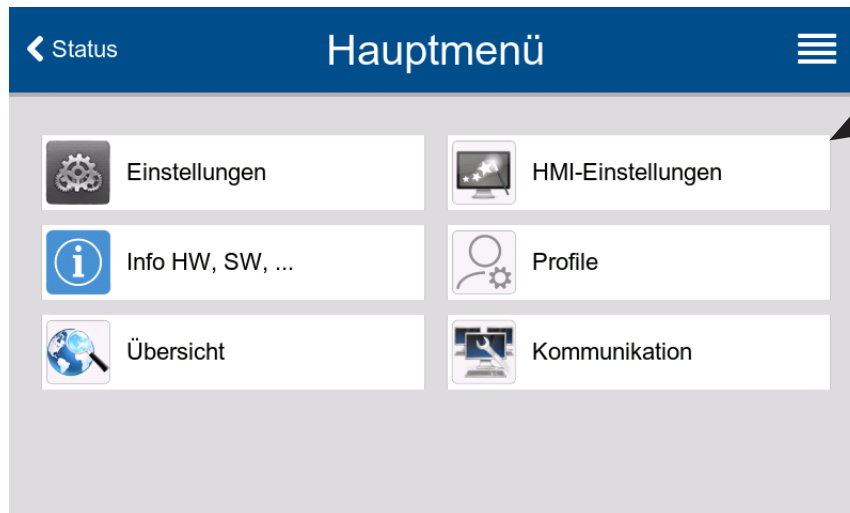 Status
Hauptmenü
Einstellungen
HMI-Einstellungen
Info HW, SW, ...
Profile
Übersicht
Kommunikation